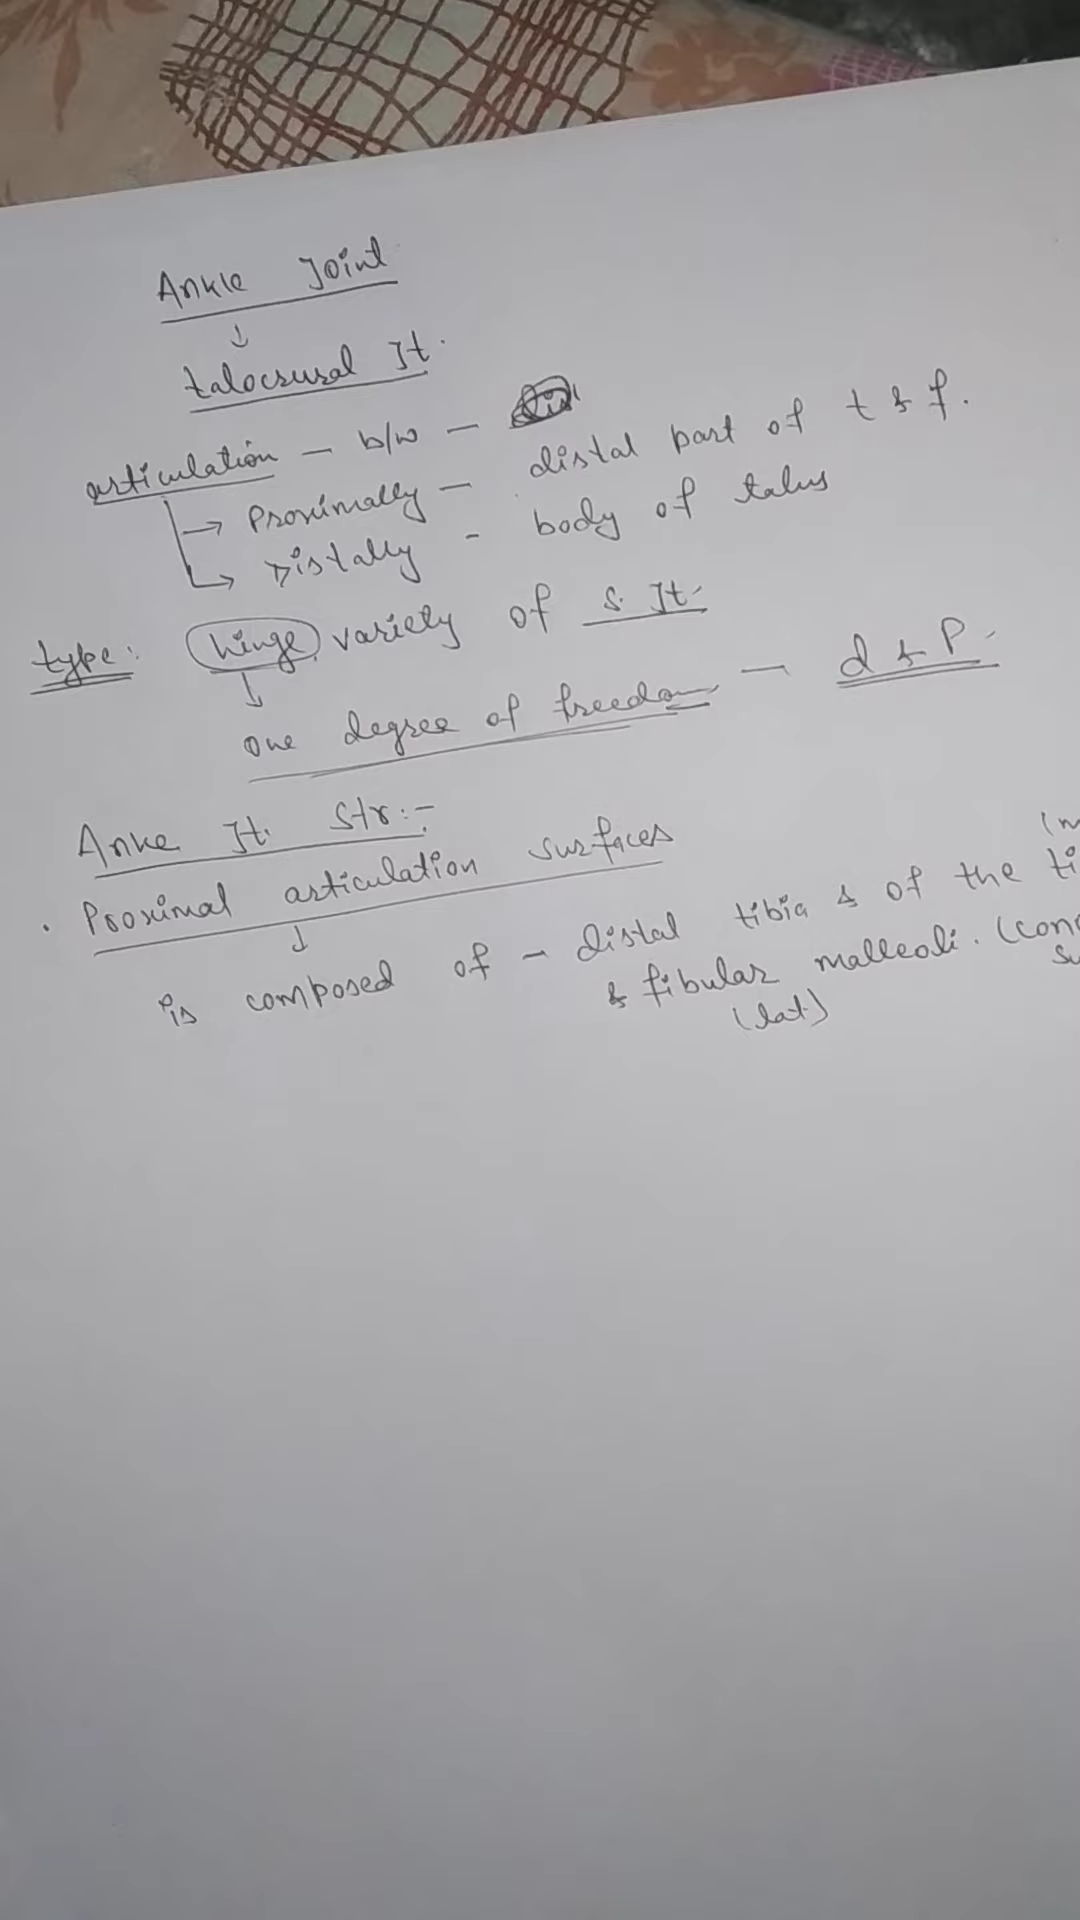 Ankle Joint
↓
talocrural Jt.
articulation - b/w -
→ Proximally - distal part of t & f.
→ Distally - body of talus
type: hinge variety of s. Jt.
↓
one degree of freedom - d & P.
Anke Jt. Str:-
. Proximal articulation surfaces
↓
is composed of - distal tibia & of the
& fibular malleoli.
(lat)